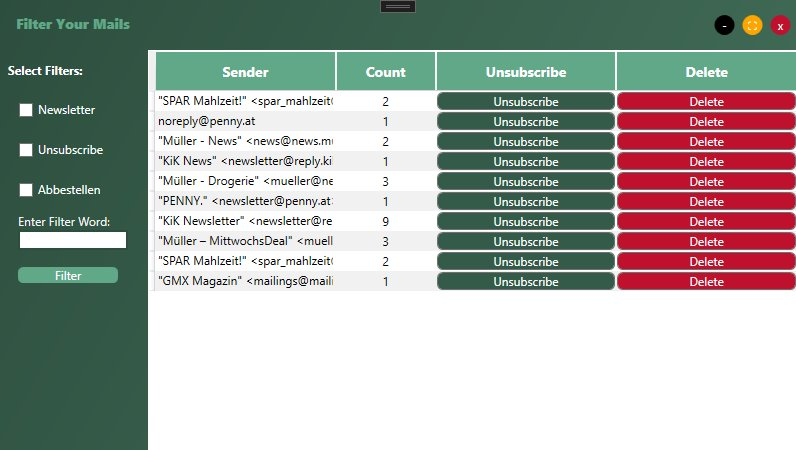 Filter Your Mails
-
x
Select Filters:
Newsletter
Unsubscribe
Abbestellen
Enter Filter Word:
Filter
Sender Count Unsubscribe Delete
"SPAR Mahlzeit!" <spar_mahlzeit@ 2 Unsubscribe Delete
noreply@penny.at 1 Unsubscribe Delete
"Müller - News" <news@news.mu 2 Unsubscribe Delete
"KiK News" <newsletter@reply.ki 1 Unsubscribe Delete
"Müller - Drogerie" <mueller@ne 3 Unsubscribe Delete
"PENNY." <newsletter@penny.at> 1 Unsubscribe Delete
"KiK Newsletter" <newsletter@re 9 Unsubscribe Delete
"Müller – MittwochsDeal" <muell 3 Unsubscribe Delete
"SPAR Mahlzeit!" <spar_mahlzeit@ 2 Unsubscribe Delete
"GMX Magazin" <mailings@maili 1 Unsubscribe Delete